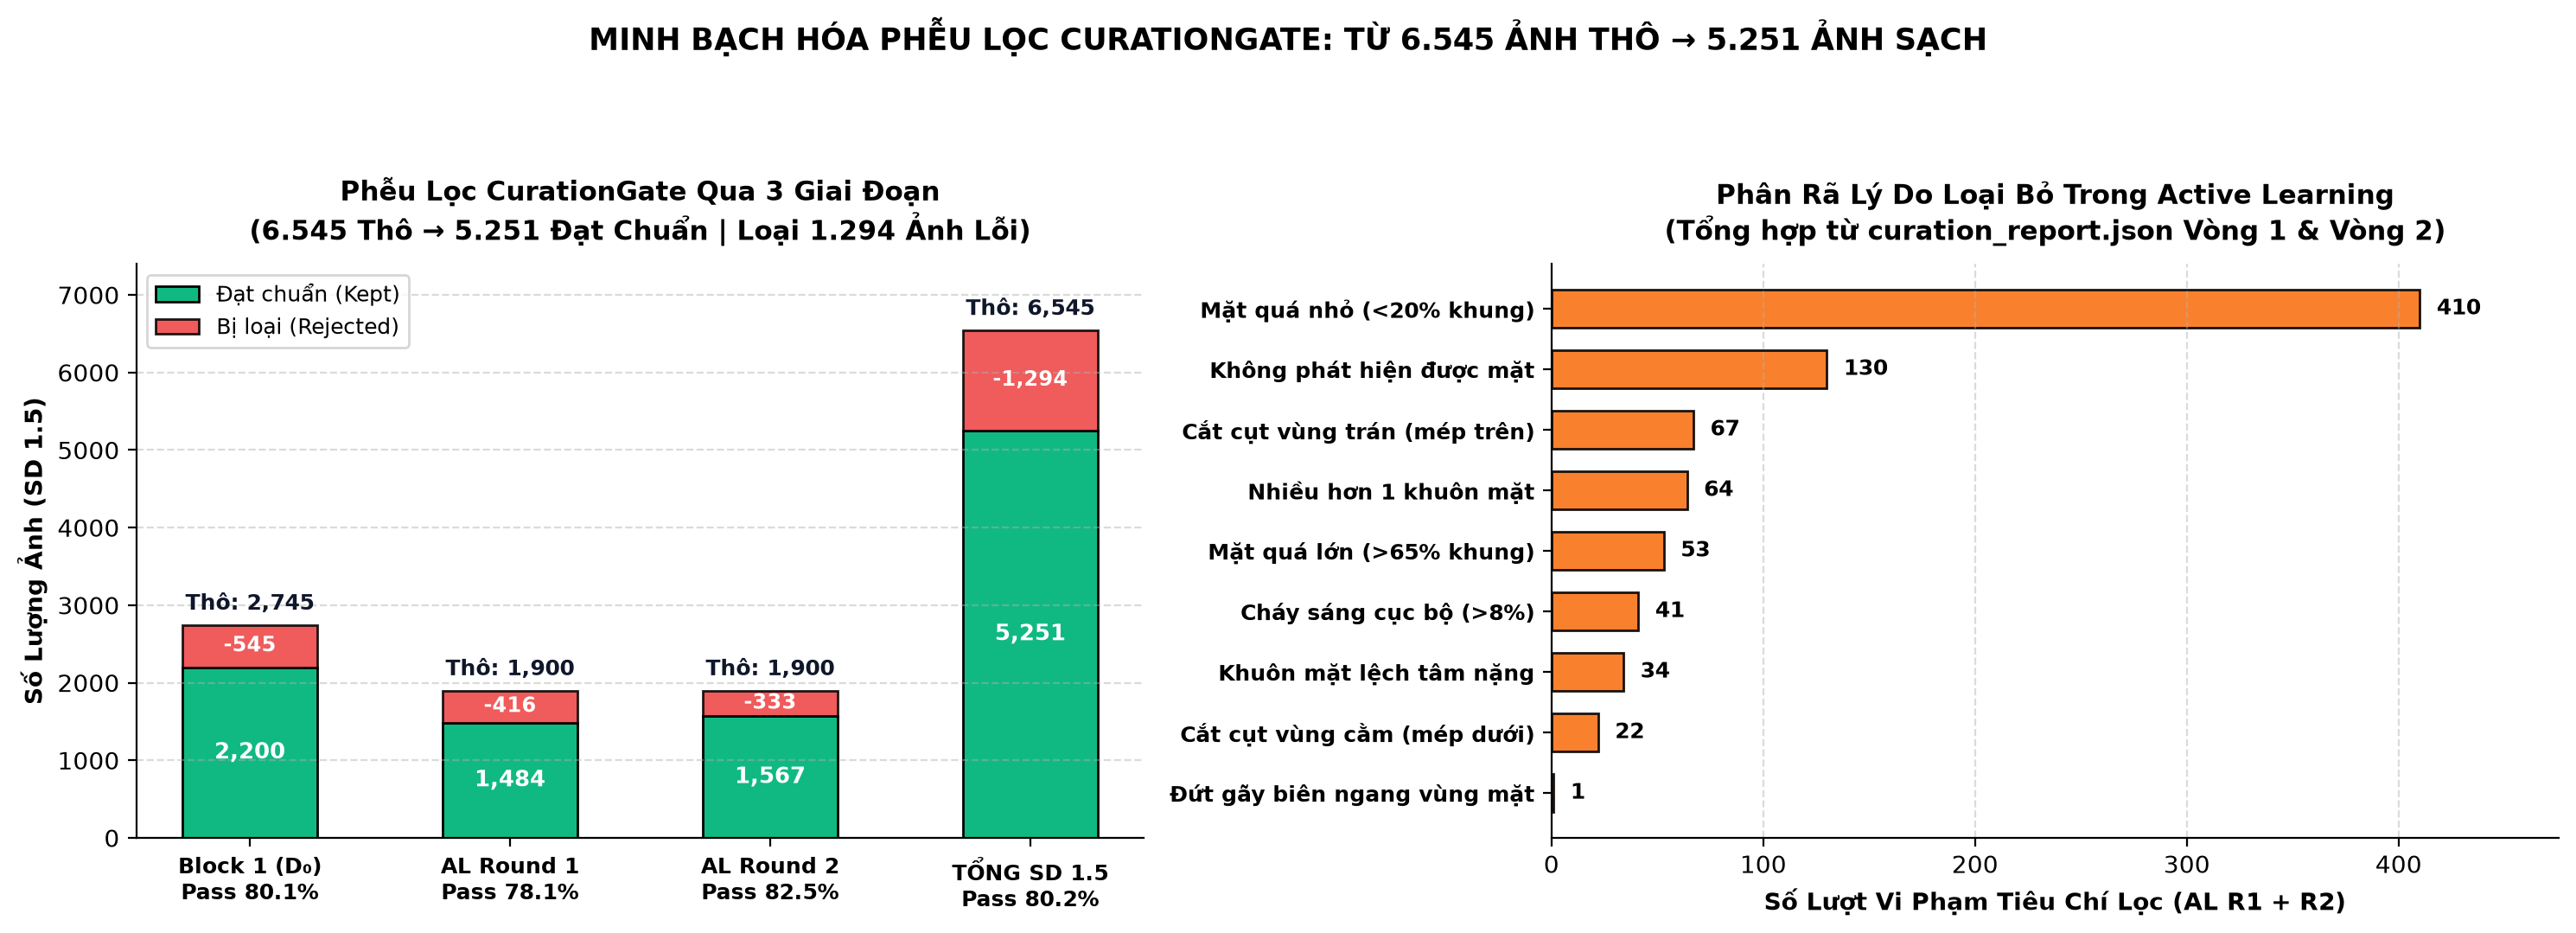 MINH BẠCH HÓA PHỄU LỌC CURATIONGATE: TỪ 6.545 ẢNH THÔ → 5.251 ẢNH SẠCH
Phễu Lọc CurationGate Qua 3 Giai Đoạn
(6.545 Thô → 5.251 Đạt Chuẩn | Loại 1.294 Ảnh Lỗi)
Số Lượng Ảnh (SD 1.5)
7000
6000
5000
4000
3000
2000
1000
0
Đạt chuẩn (Kept)
Bị loại (Rejected)
Thô: 2,745
-545
2,200
Thô: 1,900
-416
1,484
Thô: 1,900
-333
1,567
Thô: 6,545
-1,294
5,251
Block 1 (D₀)
Pass 80.1%
AL Round 1
Pass 78.1%
AL Round 2
Pass 82.5%
TỔNG SD 1.5
Pass 80.2%
Phân Rã Lý Do Loại Bỏ Trong Active Learning
(Tổng hợp từ curation_report.json Vòng 1 & Vòng 2)
Mặt quá nhỏ (<20% khung)
410
Không phát hiện được mặt
130
Cắt cụt vùng trán (mép trên)
67
Nhiều hơn 1 khuôn mặt
64
Mặt quá lớn (>65% khung)
53
Cháy sáng cục bộ (>8%)
41
Khuôn mặt lệch tâm nặng
34
Cắt cụt vùng cằm (mép dưới)
22
Đứt gãy biên ngang vùng mặt
1
0
100
200
300
400
Số Lượt Vi Phạm Tiêu Chí Lọc (AL R1 + R2)